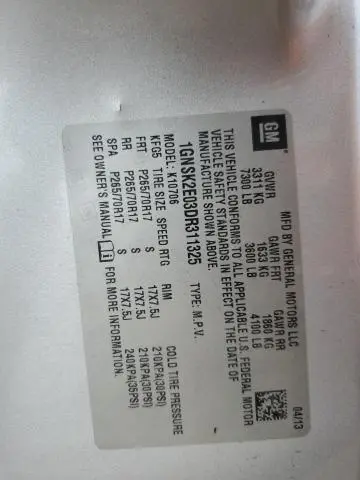 GM
MFD BY GENERAL MOTORS LLC 04/13
GVWR GAWR FRT GAWR RR
3311 KG 1633 KG 1860 KG
7300 LB 3600 LB 4100 LB
THIS VEHICLE CONFORMS TO ALL APPLICABLE U.S. FEDERAL MOTOR
VEHICLE SAFETY STANDARDS IN EFFECT ON THE DATE OF
MANUFACTURE SHOWN ABOVE.
1GNSK2E03DR311825 TYPE: M.P.V.
MODEL: K10706
KFG5 TIRE SIZE SPEED RTG RIM COLD TIRE PRESSURE
FRT P265/70R17 S 17X7.5J 210KPA(30PSI)
RR P265/70R17 S 17X7.5J 210KPA(30PSI)
SPA P265/70R17 S 17X7.5J 240KPA(35PSI)
SEE OWNER'S MANUAL FOR MORE INFORMATION.